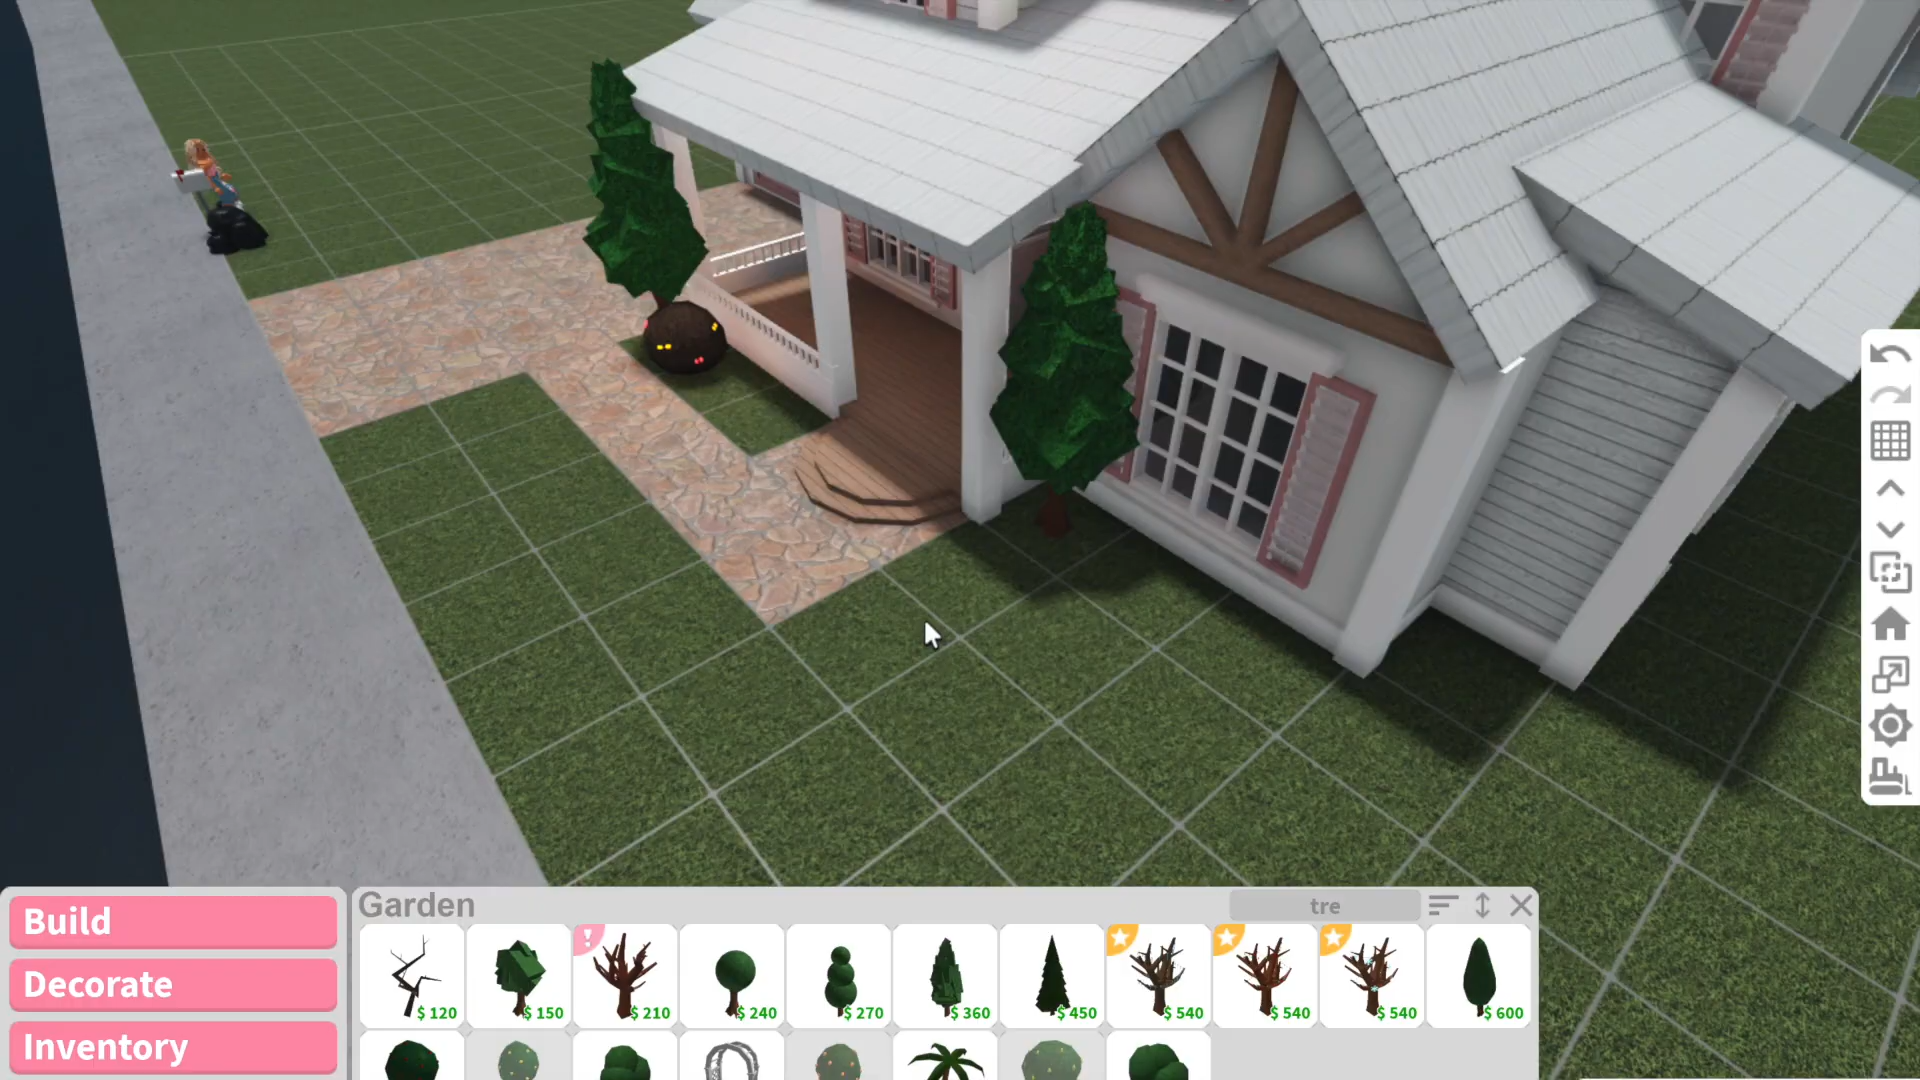 Build
Decorate
Inventory
Garden
tre
$ 120
$ 150
!
$ 210
$ 240
$ 270
$ 360
$ 450
$ 540
$ 540
$ 540
$ 600